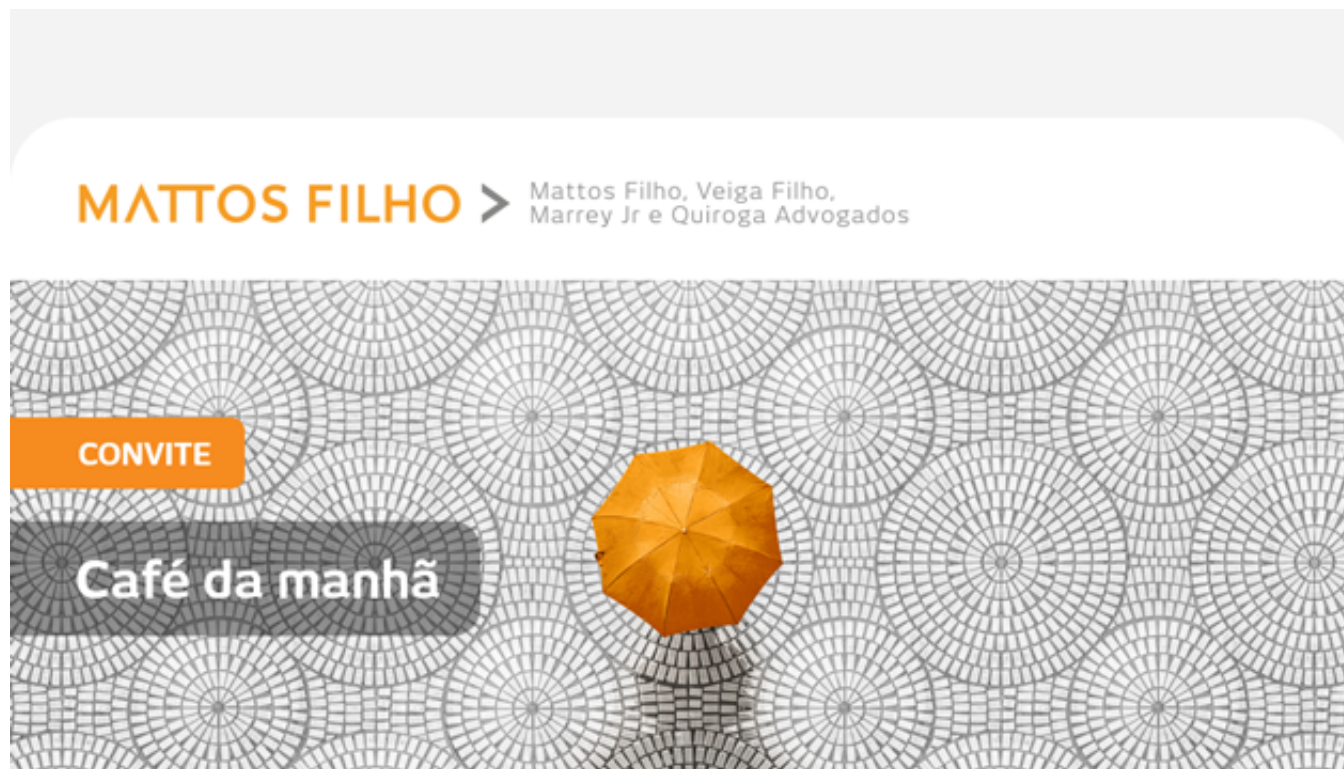 MATTOS FILHO > Mattos Filho, Veiga Filho,
Marrey Jr e Quiroga Advogados
CONVITE
Café da manhã